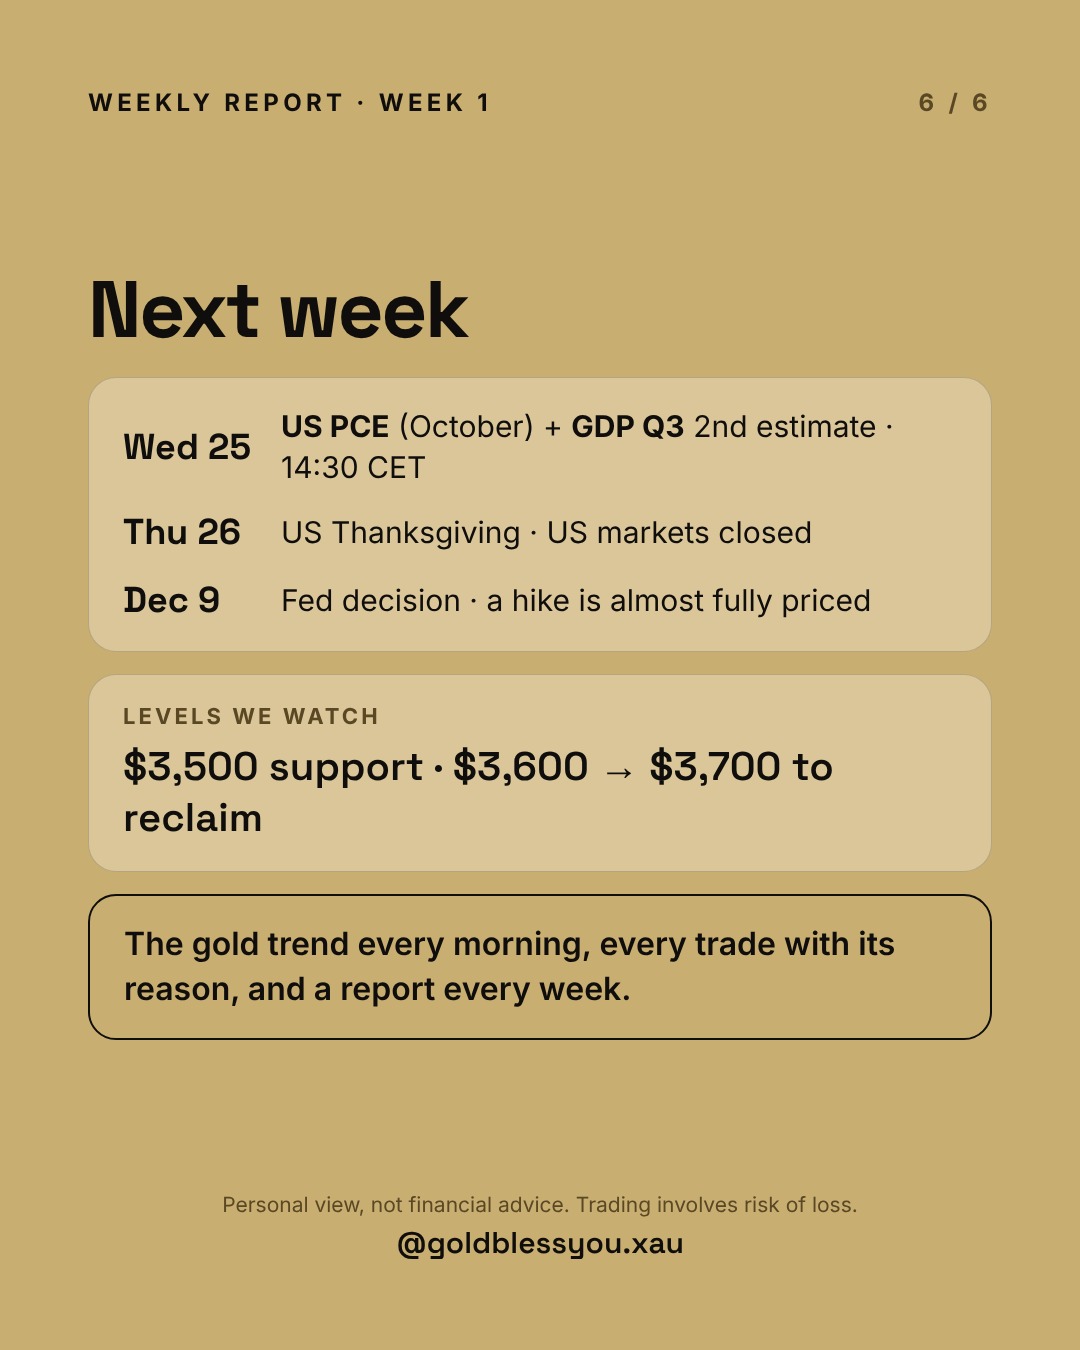 WEEKLY REPORT · WEEK 1
6 / 6
Next week
Wed 25
US PCE (October) + GDP Q3 2nd estimate ·
14:30 CET
Thu 26
US Thanksgiving · US markets closed
Dec 9
Fed decision · a hike is almost fully priced
LEVELS WE WATCH
$3,500 support · $3,600 → $3,700 to
reclaim
The gold trend every morning, every trade with its
reason, and a report every week.
Personal view, not financial advice. Trading involves risk of loss.
@goldblessyou.xau